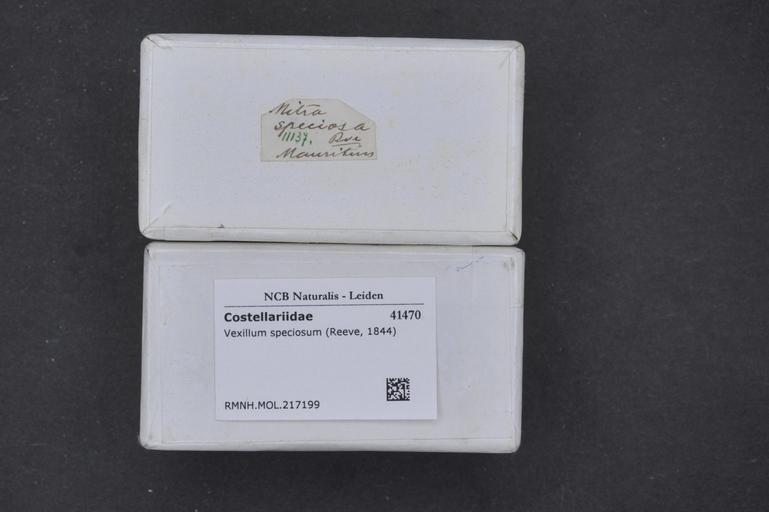 Mitra
speciosa
11137. Rve
Mauritius
NCB Naturalis - Leiden
Costellariidae 41470
Vexillum speciosum (Reeve, 1844)
RMNH.MOL.217199